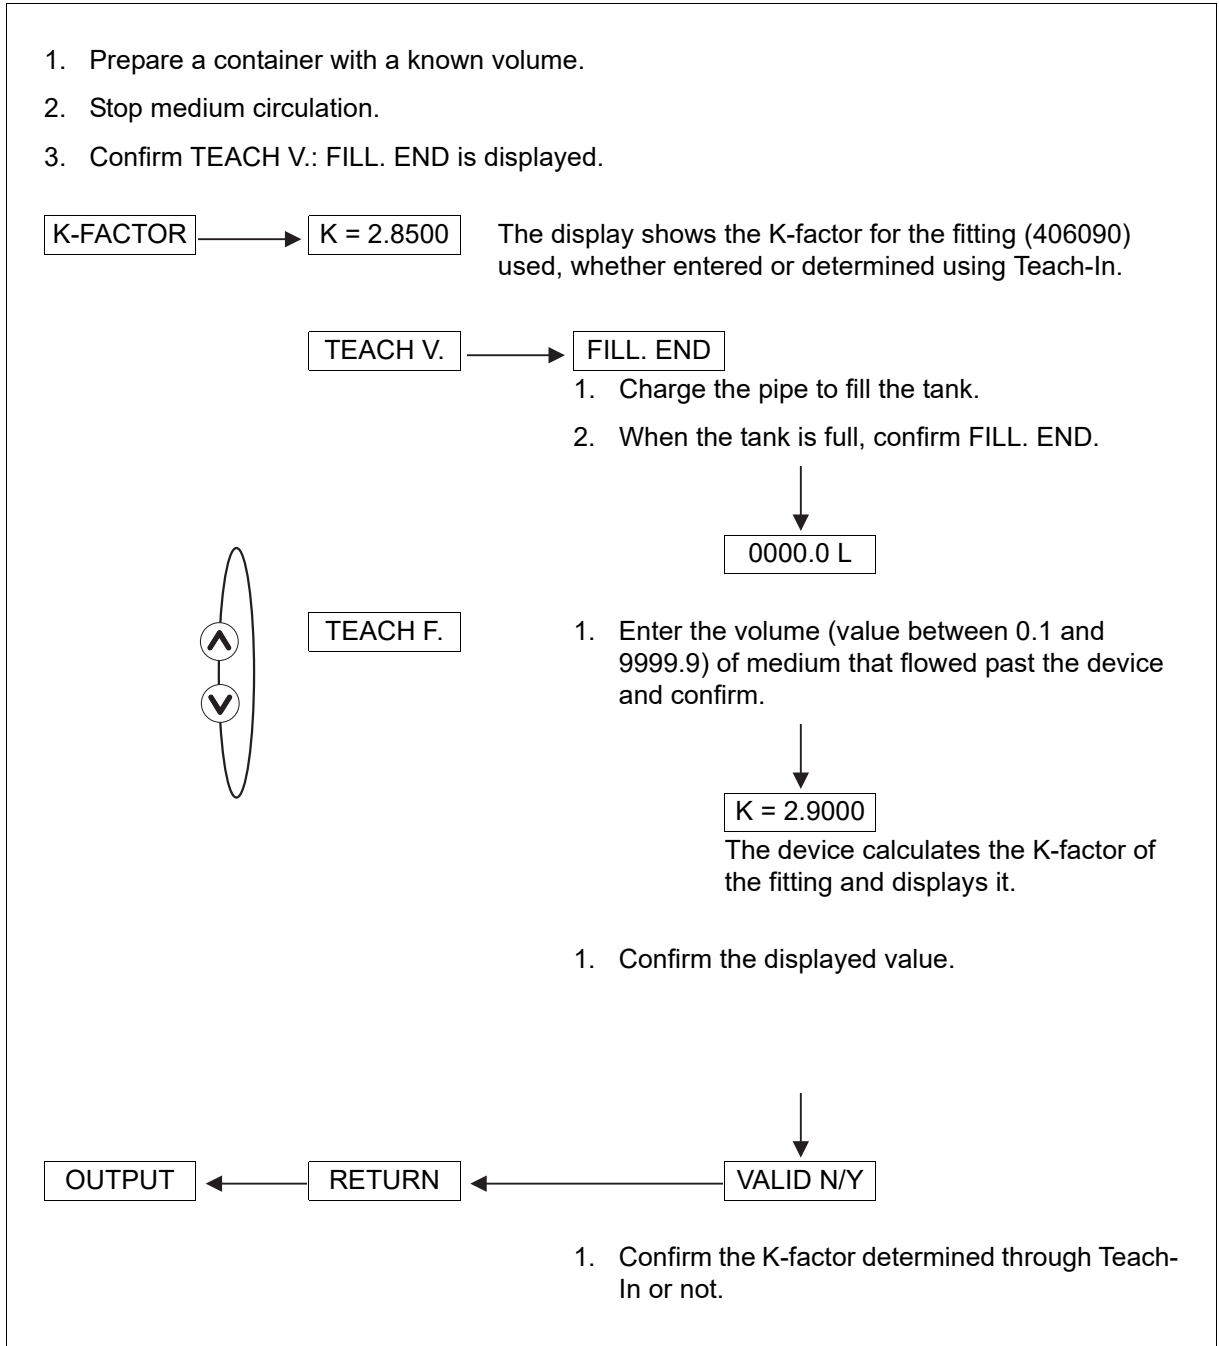 1. Prepare a container with a known volume.
2. Stop medium circulation.
3. Confirm TEACH V.: FILL. END is displayed.
K-FACTOR
K = 2.8500
The display shows the K-factor for the fitting (406090)
used, whether entered or determined using Teach-In.
TEACH V.
FILL. END
1. Charge the pipe to fill the tank.
2. When the tank is full, confirm FILL. END.
0000.0 L
TEACH F.
1. Enter the volume (value between 0.1 and
9999.9) of medium that flowed past the device
and confirm.
K = 2.9000
The device calculates the K-factor of
the fitting and displays it.
1. Confirm the displayed value.
OUTPUT
RETURN
VALID N/Y
1. Confirm the K-factor determined through Teach-
In or not.